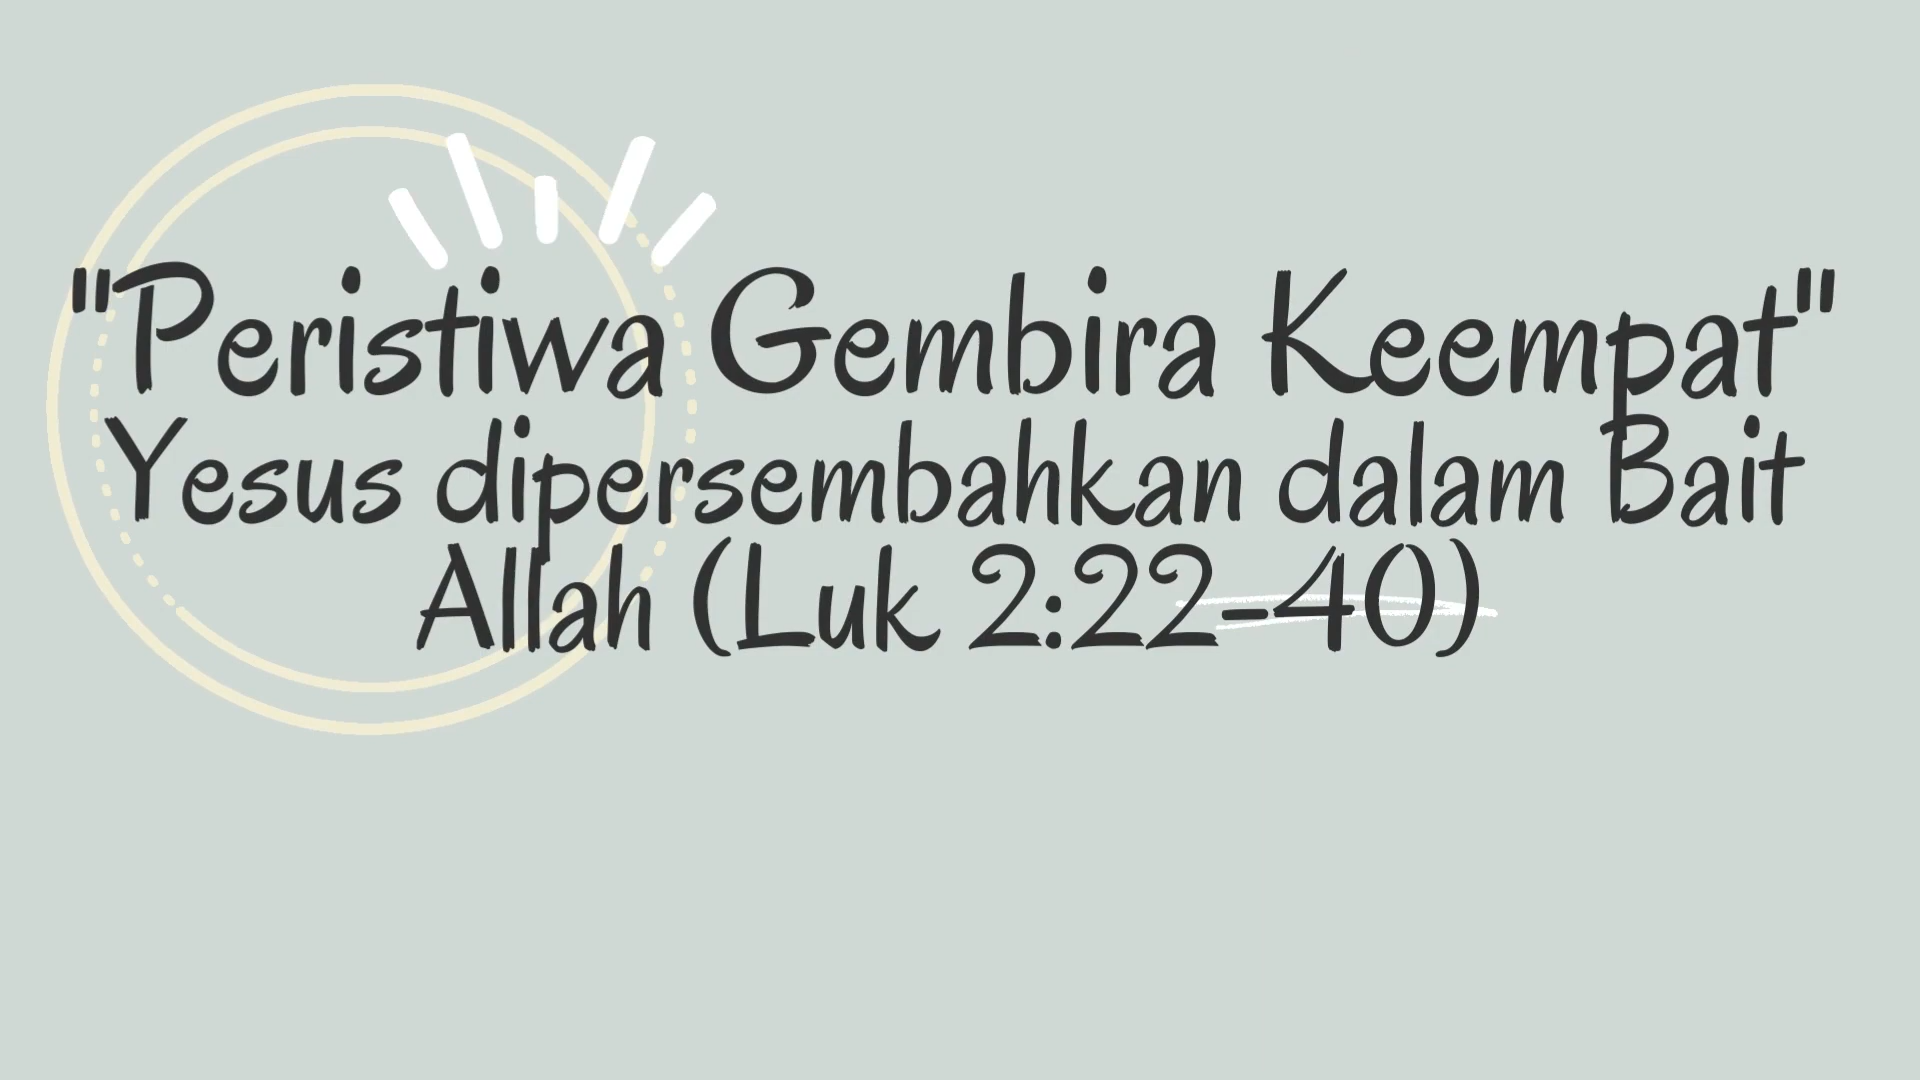 "Peristiwa Gembira Keempat"
Yesus dipersembahkan dalam Bait
Allah (Luk 2:22-40)